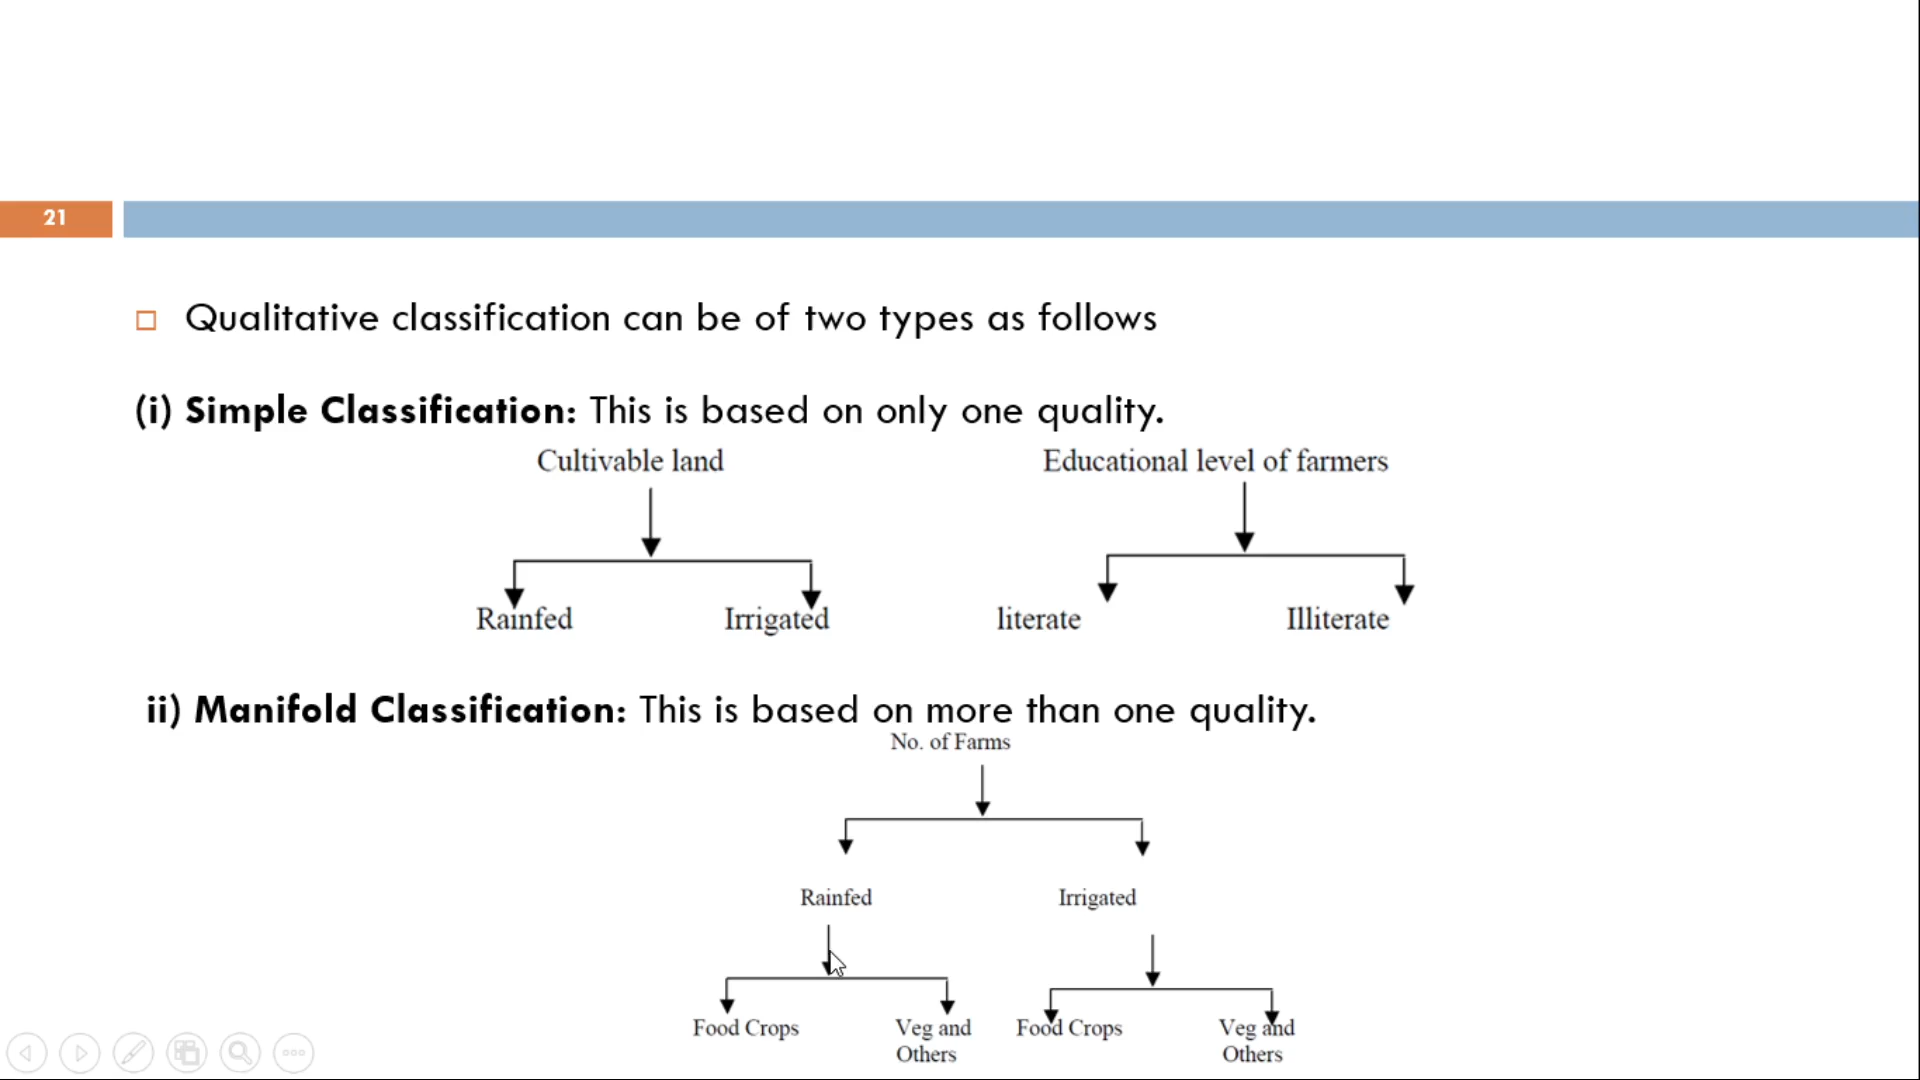 21
Qualitative classification can be of two types as follows
(i) Simple Classification: This is based on only one quality.
Cultivable land
Educational level of farmers
Rainfed
Irrigated
literate
Illiterate
ii) Manifold Classification: This is based on more than one quality.
No. of Farms
Rainfed
Irrigated
Food Crops
Veg and
Others
Food Crops
Veg and
Others